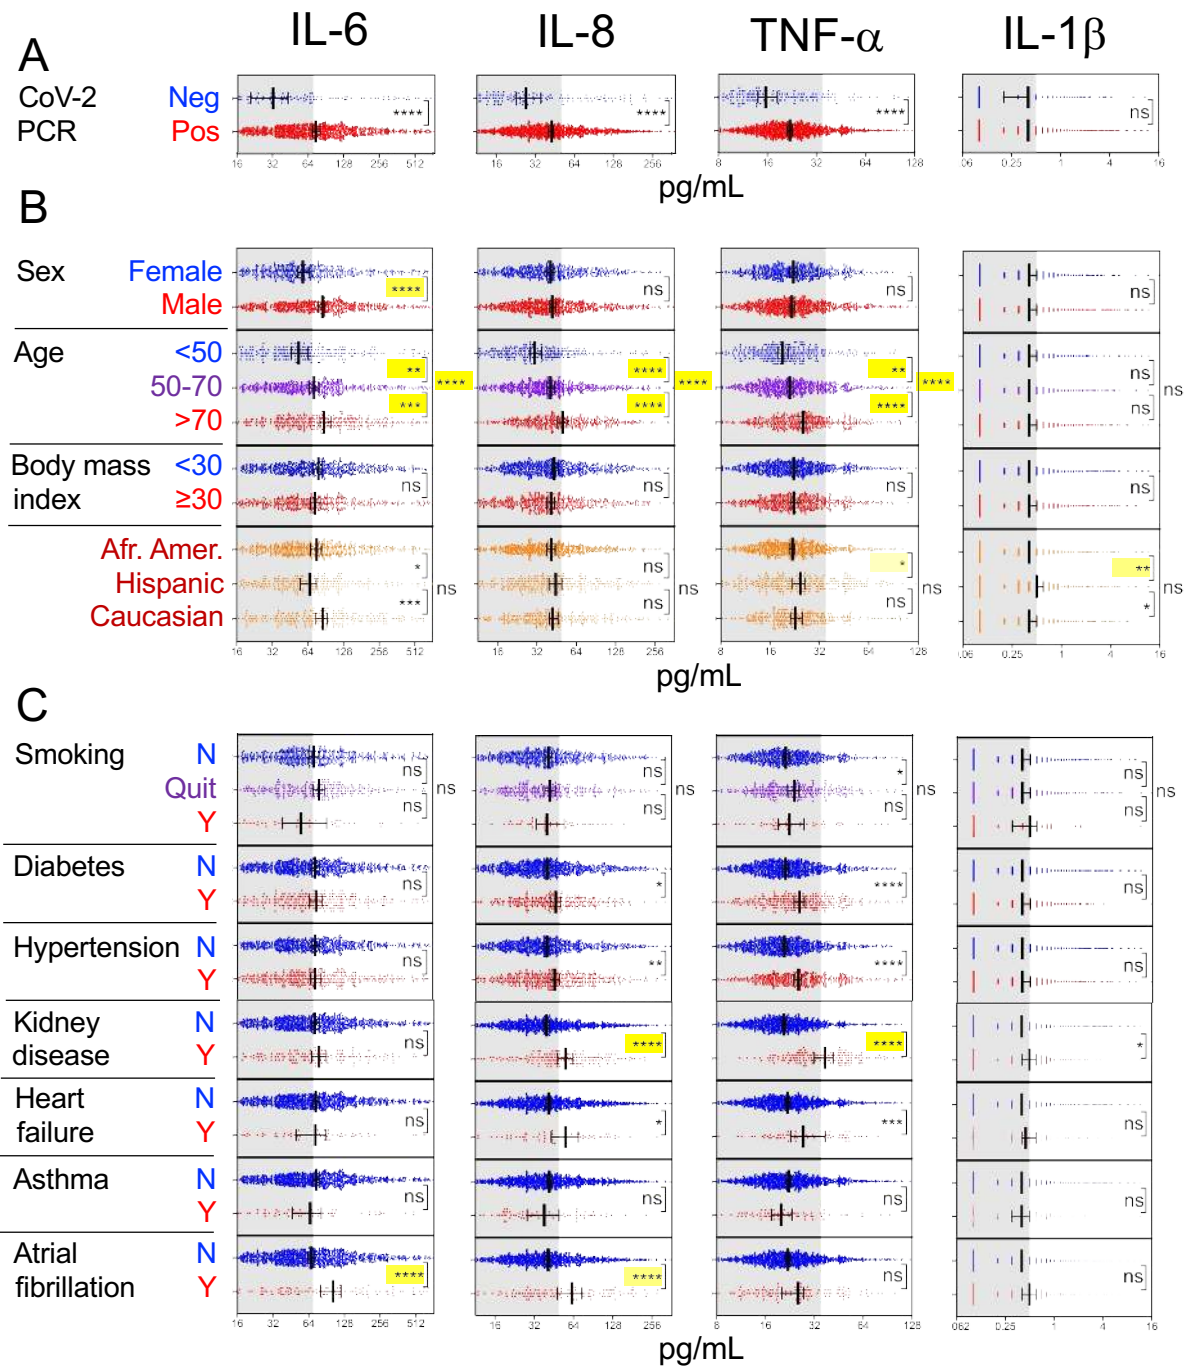 IL-6 IL-8 TNF-α IL-1β
A
CoV-2 Neg **** **** **** ns
PCR Pos
16 32 64 128 256 512 16 32 64 128 256 8 16 32 64 128 .06 0.25 1 4 16
pg/mL
B
Sex Female **** ns ns ns
Male
Age <50 ** **** ** ns
50-70 **** **** **** ns
>70 *** **** **** ns
Body mass <30 ns ns ns ns
index ≥30
Afr. Amer. * ns * **
Hispanic ns ns ns ns
Caucasian *** ns ns *
16 32 64 128 256 512 16 32 64 128 256 8 16 32 64 128 0.06 0.25 1 4 16
pg/mL
C
Smoking N ns ns * ns
Quit ns ns ns ns
Y ns ns ns ns
Diabetes N ns * **** ns
Y
Hypertension N ns ** **** ns
Y
Kidney N ns **** **** *
disease Y
Heart N ns * *** ns
failure Y
Asthma N ns ns ns ns
Y
Atrial N **** **** ns ns
fibrillation Y
16 32 64 128 256 512 16 32 64 128 256 8 16 32 64 128 062 0.25 1 4 16
pg/mL